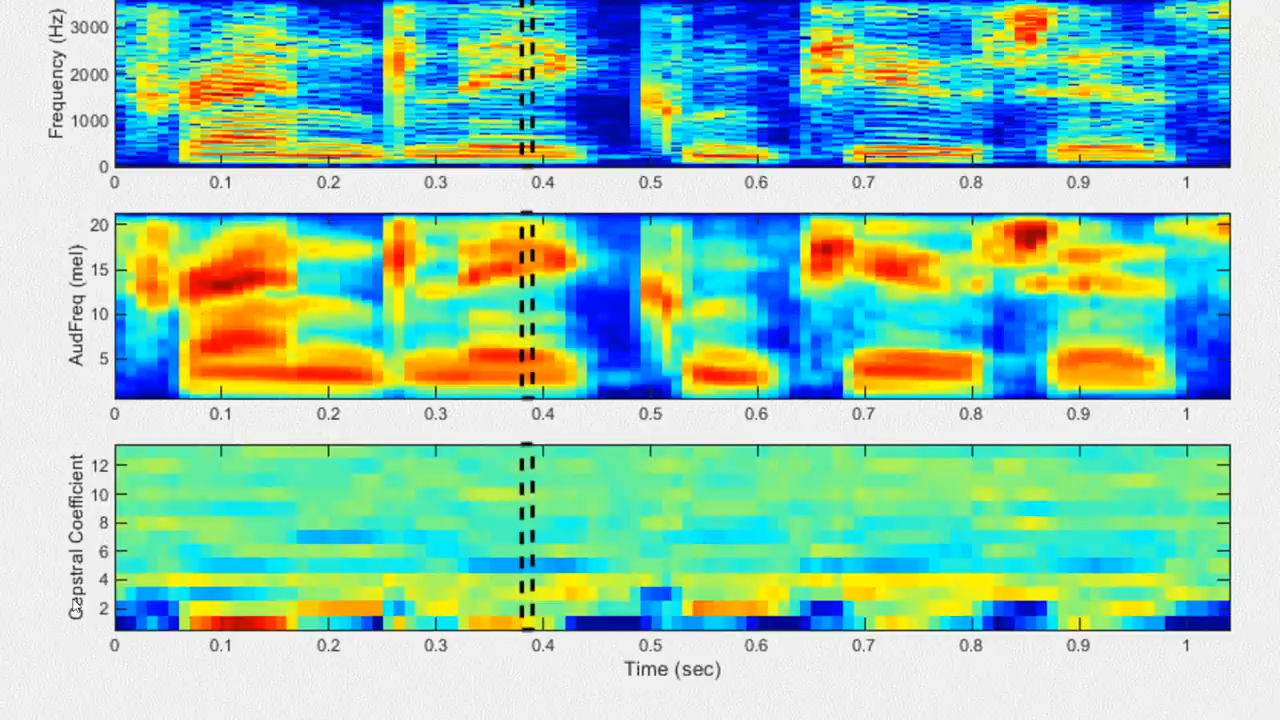 Frequency (Hz)
3000
2000
1000
0
0 0.1 0.2 0.3 0.4 0.5 0.6 0.7 0.8 0.9 1
AudFreq (mel)
20
15
10
5
0 0.1 0.2 0.3 0.4 0.5 0.6 0.7 0.8 0.9 1
Cepstral Coefficient
12
10
8
6
4
2
0 0.1 0.2 0.3 0.4 0.5 0.6 0.7 0.8 0.9 1
Time (sec)